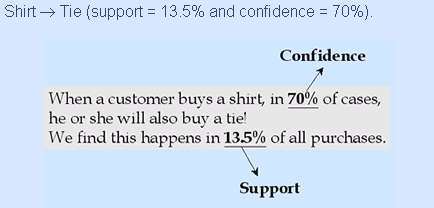 Shirt → Tie (support = 13.5% and confidence = 70%).
Confidence
When a customer buys a shirt, in 70% of cases,
he or she will also buy a tie!
We find this happens in 13.5% of all purchases.
Support